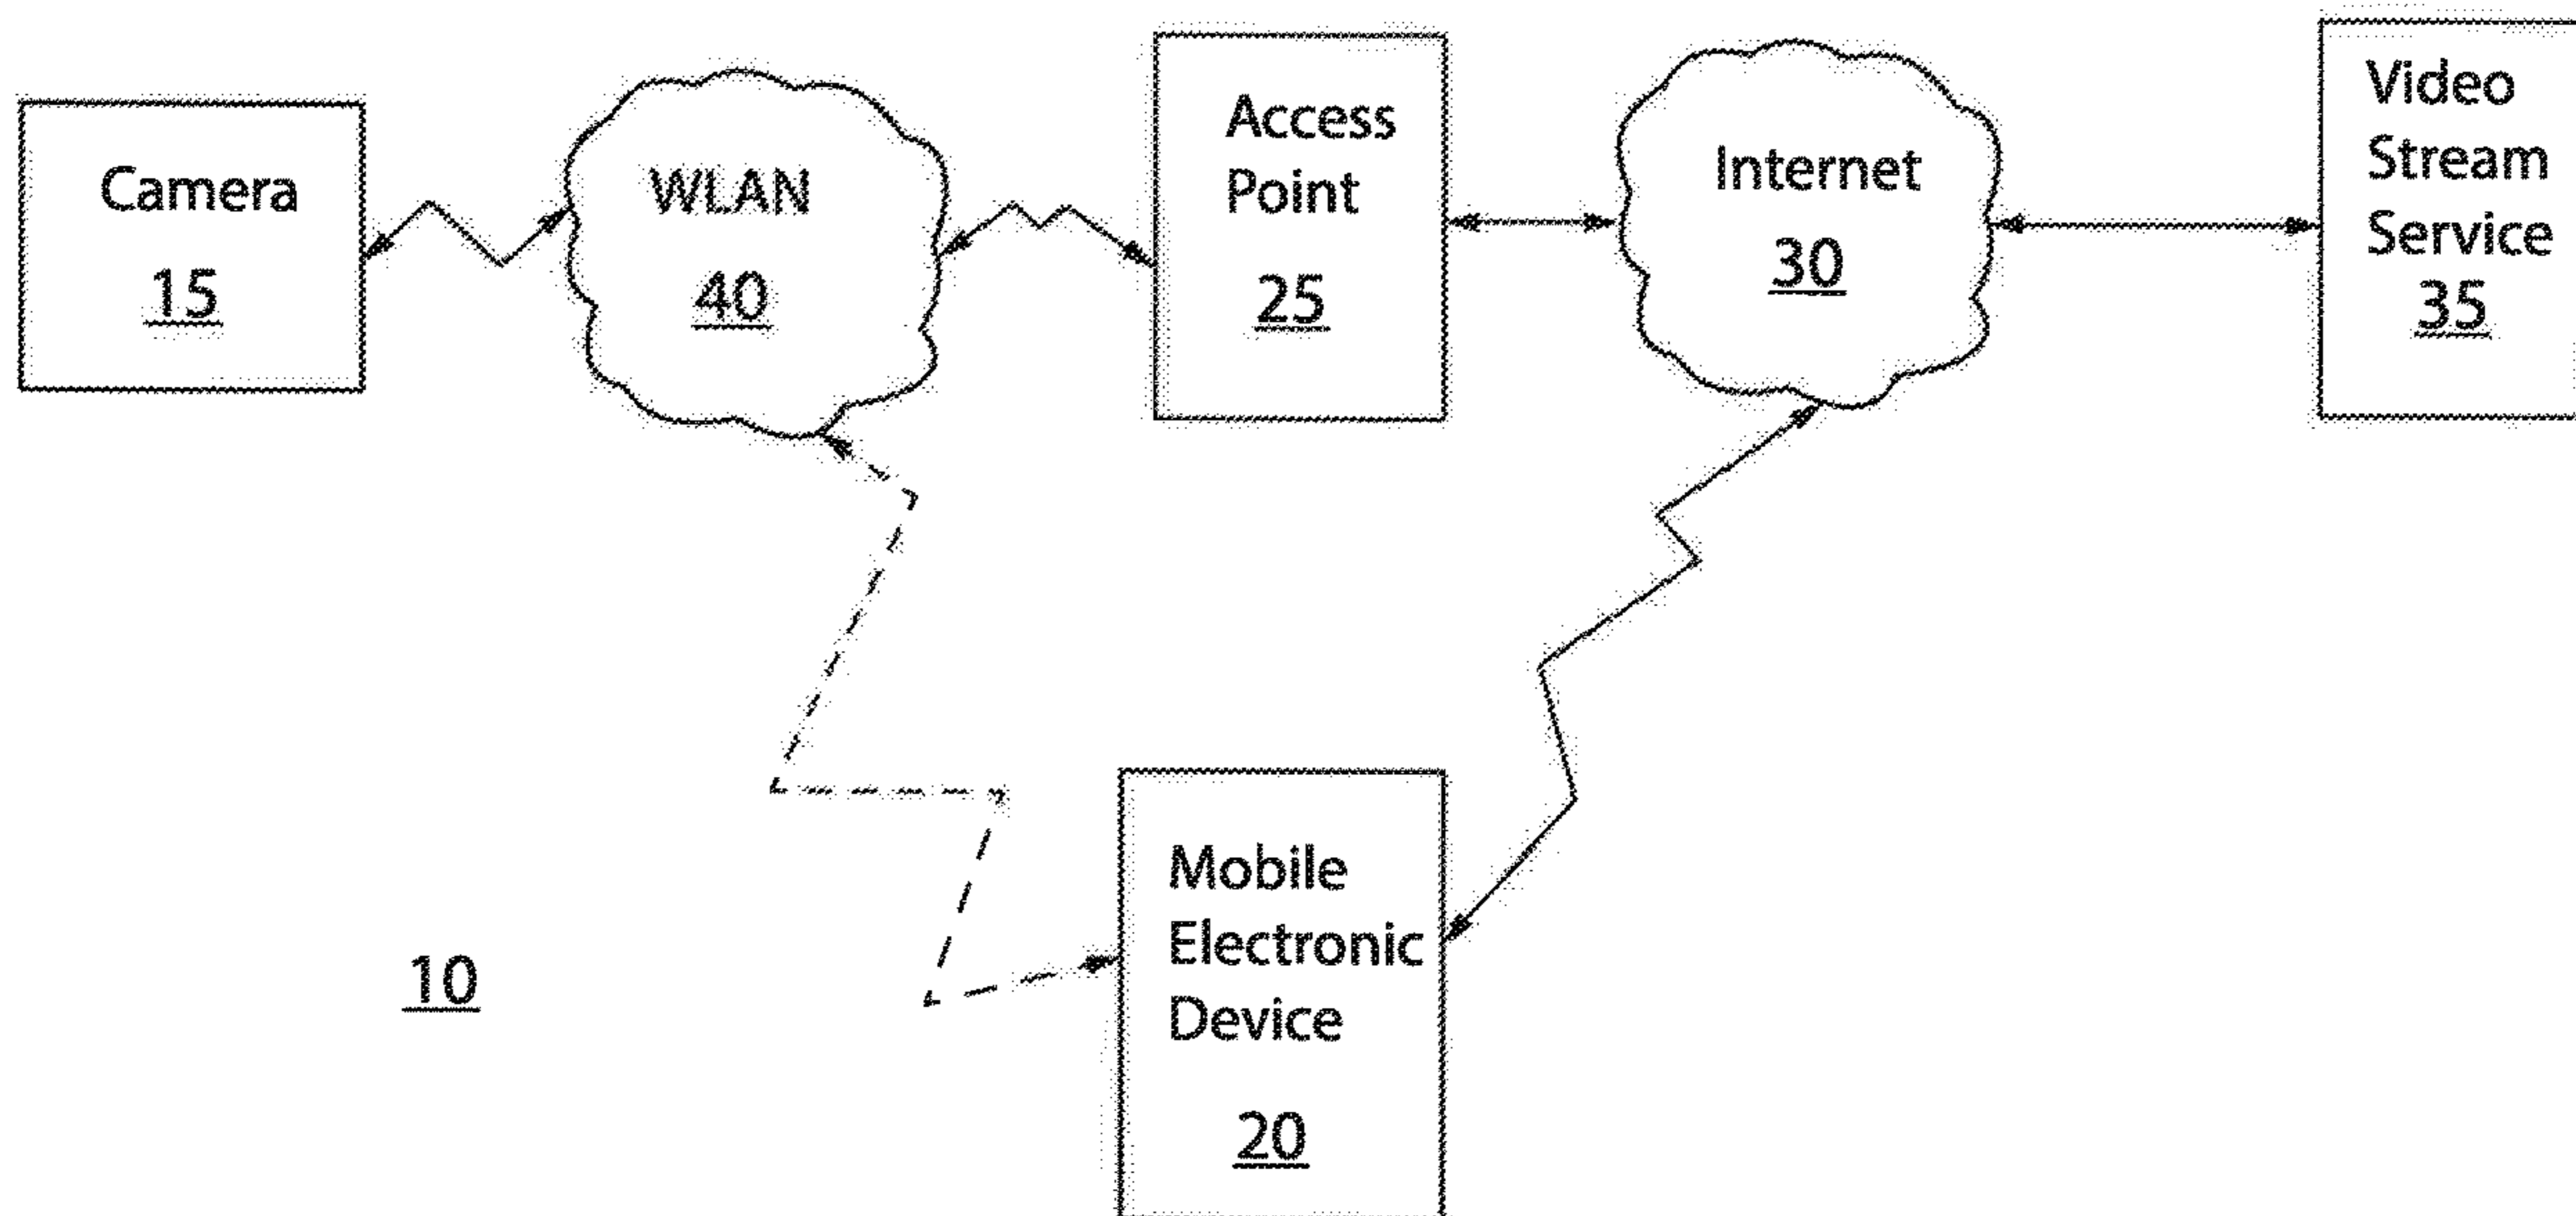 Camera
15
WLAN
40
Access
Point
25
Internet
30
Video
Stream
Service
35
10
Mobile
Electronic
Device
20